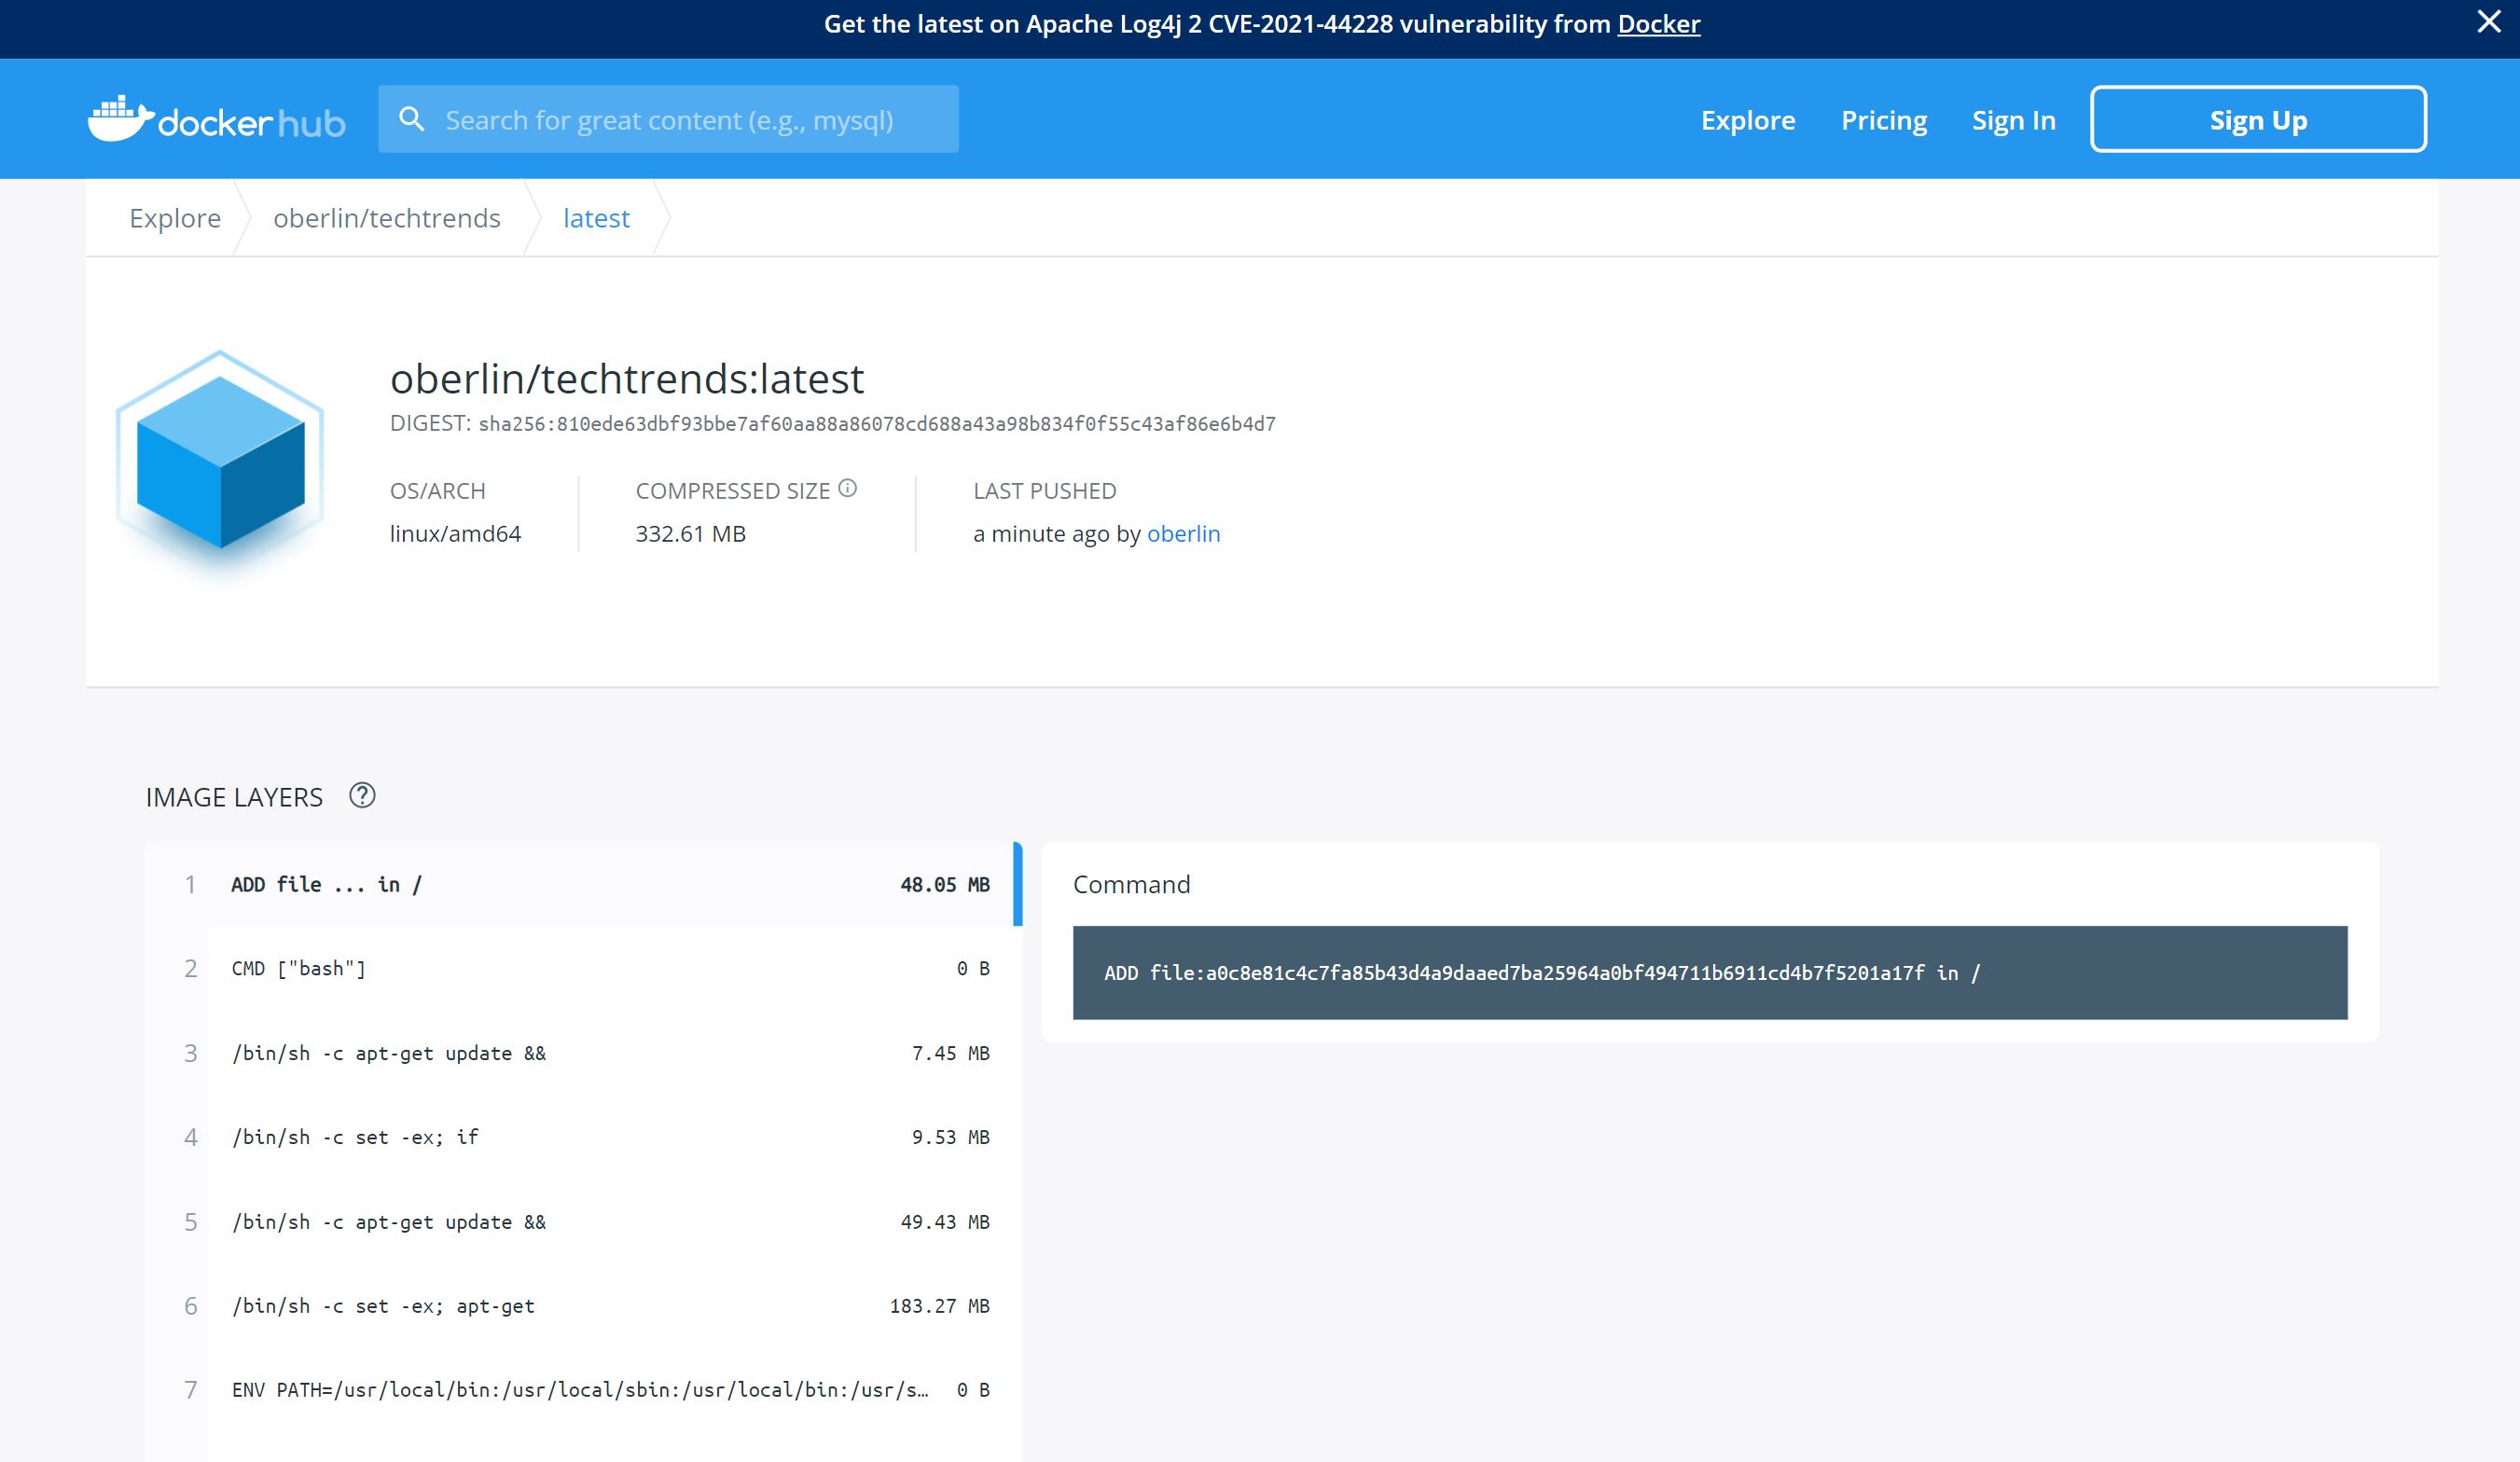 Get the latest on Apache Log4j 2 CVE-2021-44228 vulnerability from Docker
docker hub
Search for great content (e.g., mysql)
Explore
Pricing
Sign In
Sign Up
Explore
oberlin/techtrends
latest
oberlin/techtrends:latest
DIGEST: sha256:810ede63dbf93bbe7af60aa88a86078cd688a43a98b834f0f55c43af86e6b4d7
OS/ARCH
linux/amd64
COMPRESSED SIZE
332.61 MB
LAST PUSHED
a minute ago by oberlin
IMAGE LAYERS
1 ADD file ... in / 48.05 MB
2 CMD ["bash"] 0 B
3 /bin/sh -c apt-get update && 7.45 MB
4 /bin/sh -c set -ex; if 9.53 MB
5 /bin/sh -c apt-get update && 49.43 MB
6 /bin/sh -c set -ex; apt-get 183.27 MB
7 ENV PATH=/usr/local/bin:/usr/local/sbin:/usr/local/bin:/usr/s… 0 B
Command
ADD file:a0c8e81c4c7fa85b43d4a9daaed7ba25964a0bf494711b6911cd4b7f5201a17f in /